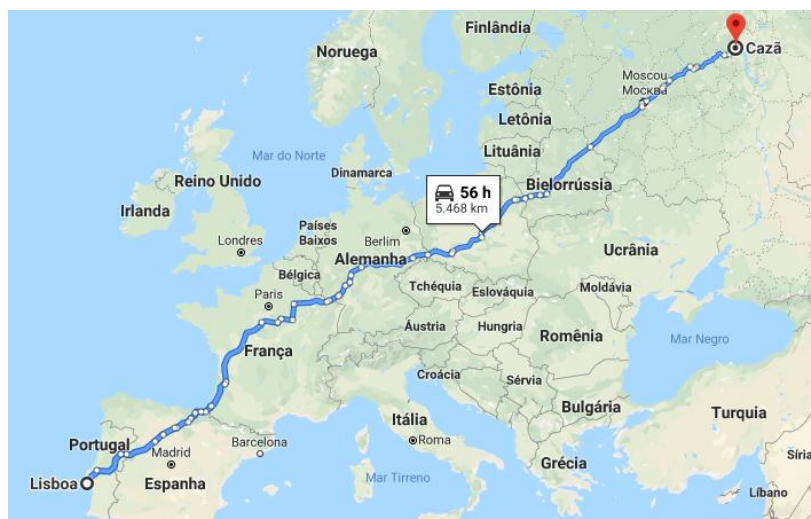 Finlândia
Noruega
Cazã
Estônia
Moscou
Москва
Letônia
Mar do Norte
Lituânia
Dinamarca
Reino Unido
Bielorrússia
56 h
5.468 km
Irlanda
Países
Baixos
Londres
Berlim
Alemanha
Ucrânia
Bélgica
Paris
Tchéquia
Eslováquia
Moldávia
Áustria
Hungria
França
Romênia
Mar Negro
Croácia
Sérvia
Itália
Bulgária
Portugal
Barcelona
Roma
Turquia
Madrid
Lisboa
Espanha
Mar Tirreno
Grécia
Síria